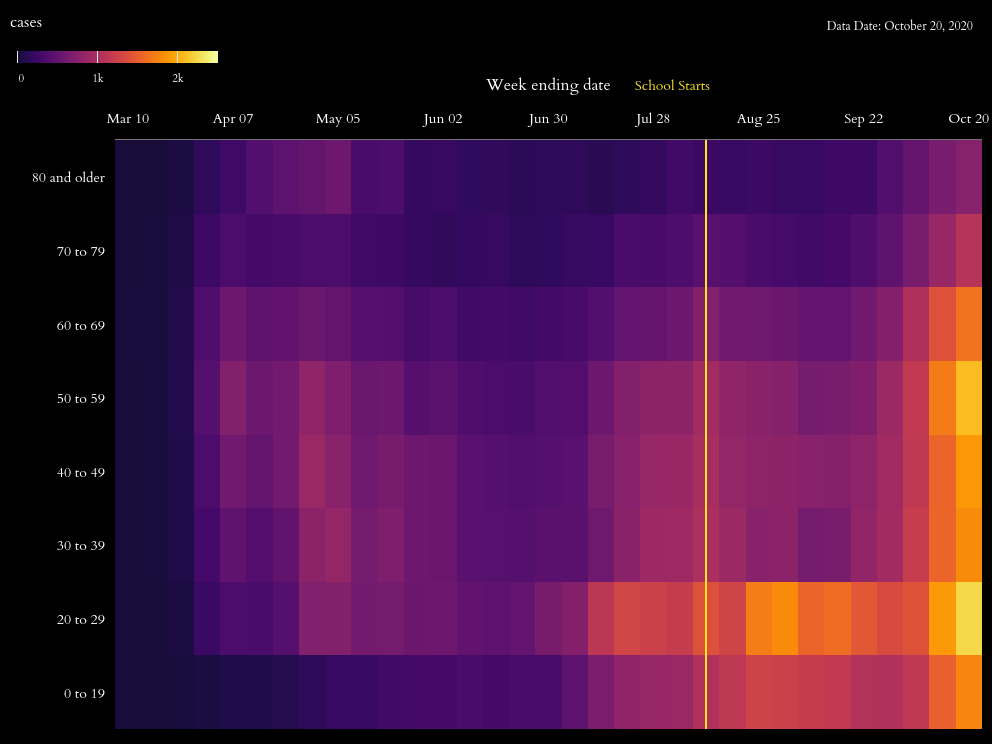 cases
Data Date: October 20, 2020
0 1k 2k
Week ending date School Starts
Mar 10 Apr 07 May 05 Jun 02 Jun 30 Jul 28 Aug 25 Sep 22 Oct 20
80 and older
70 to 79
60 to 69
50 to 59
40 to 49
30 to 39
20 to 29
0 to 19